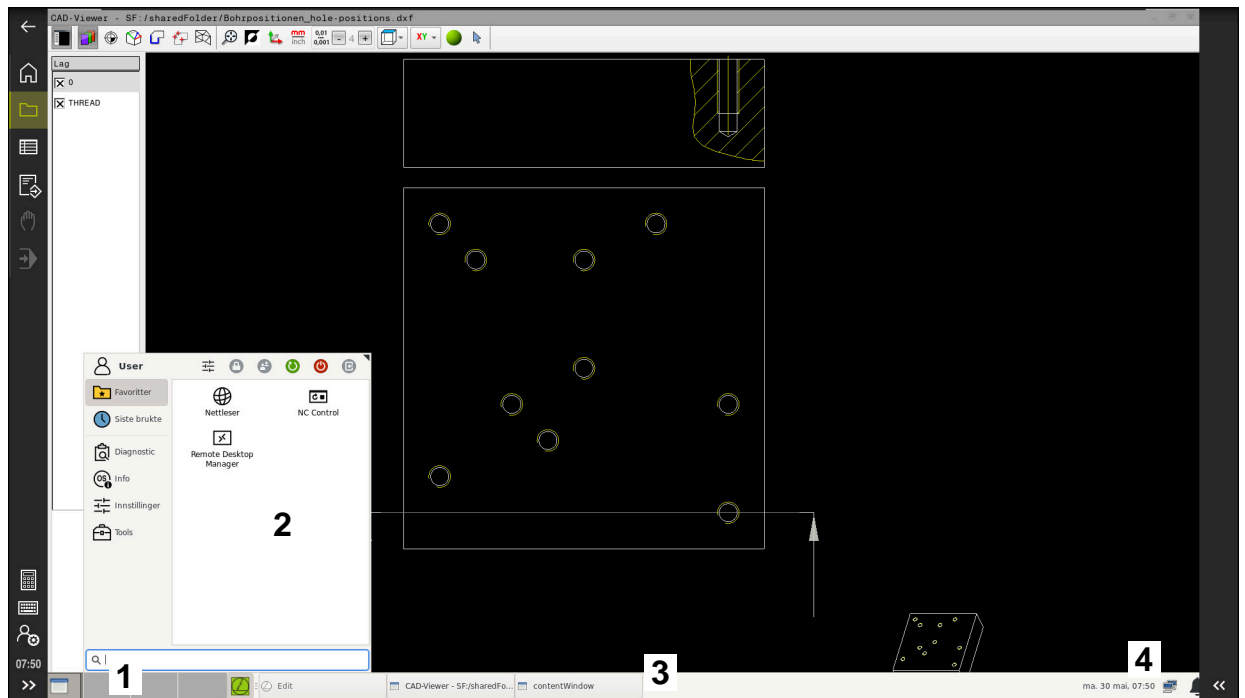 CAD-Viewer - SF:/sharedFolder/Bohrpositionen_hole-positions.dxf
mm
inch
0,01
0,001
4
XY
Lag
0
THREAD
User
Favoritter
Siste brukte
Diagnostic
OS
Info
Innstillinger
Tools
Nettleser
NC Control
Remote Desktop
Manager
2
07:50
1
Edit
CAD-Viewer - SF:/sharedFo...
contentWindow
3
4
ma. 30 mai, 07:50